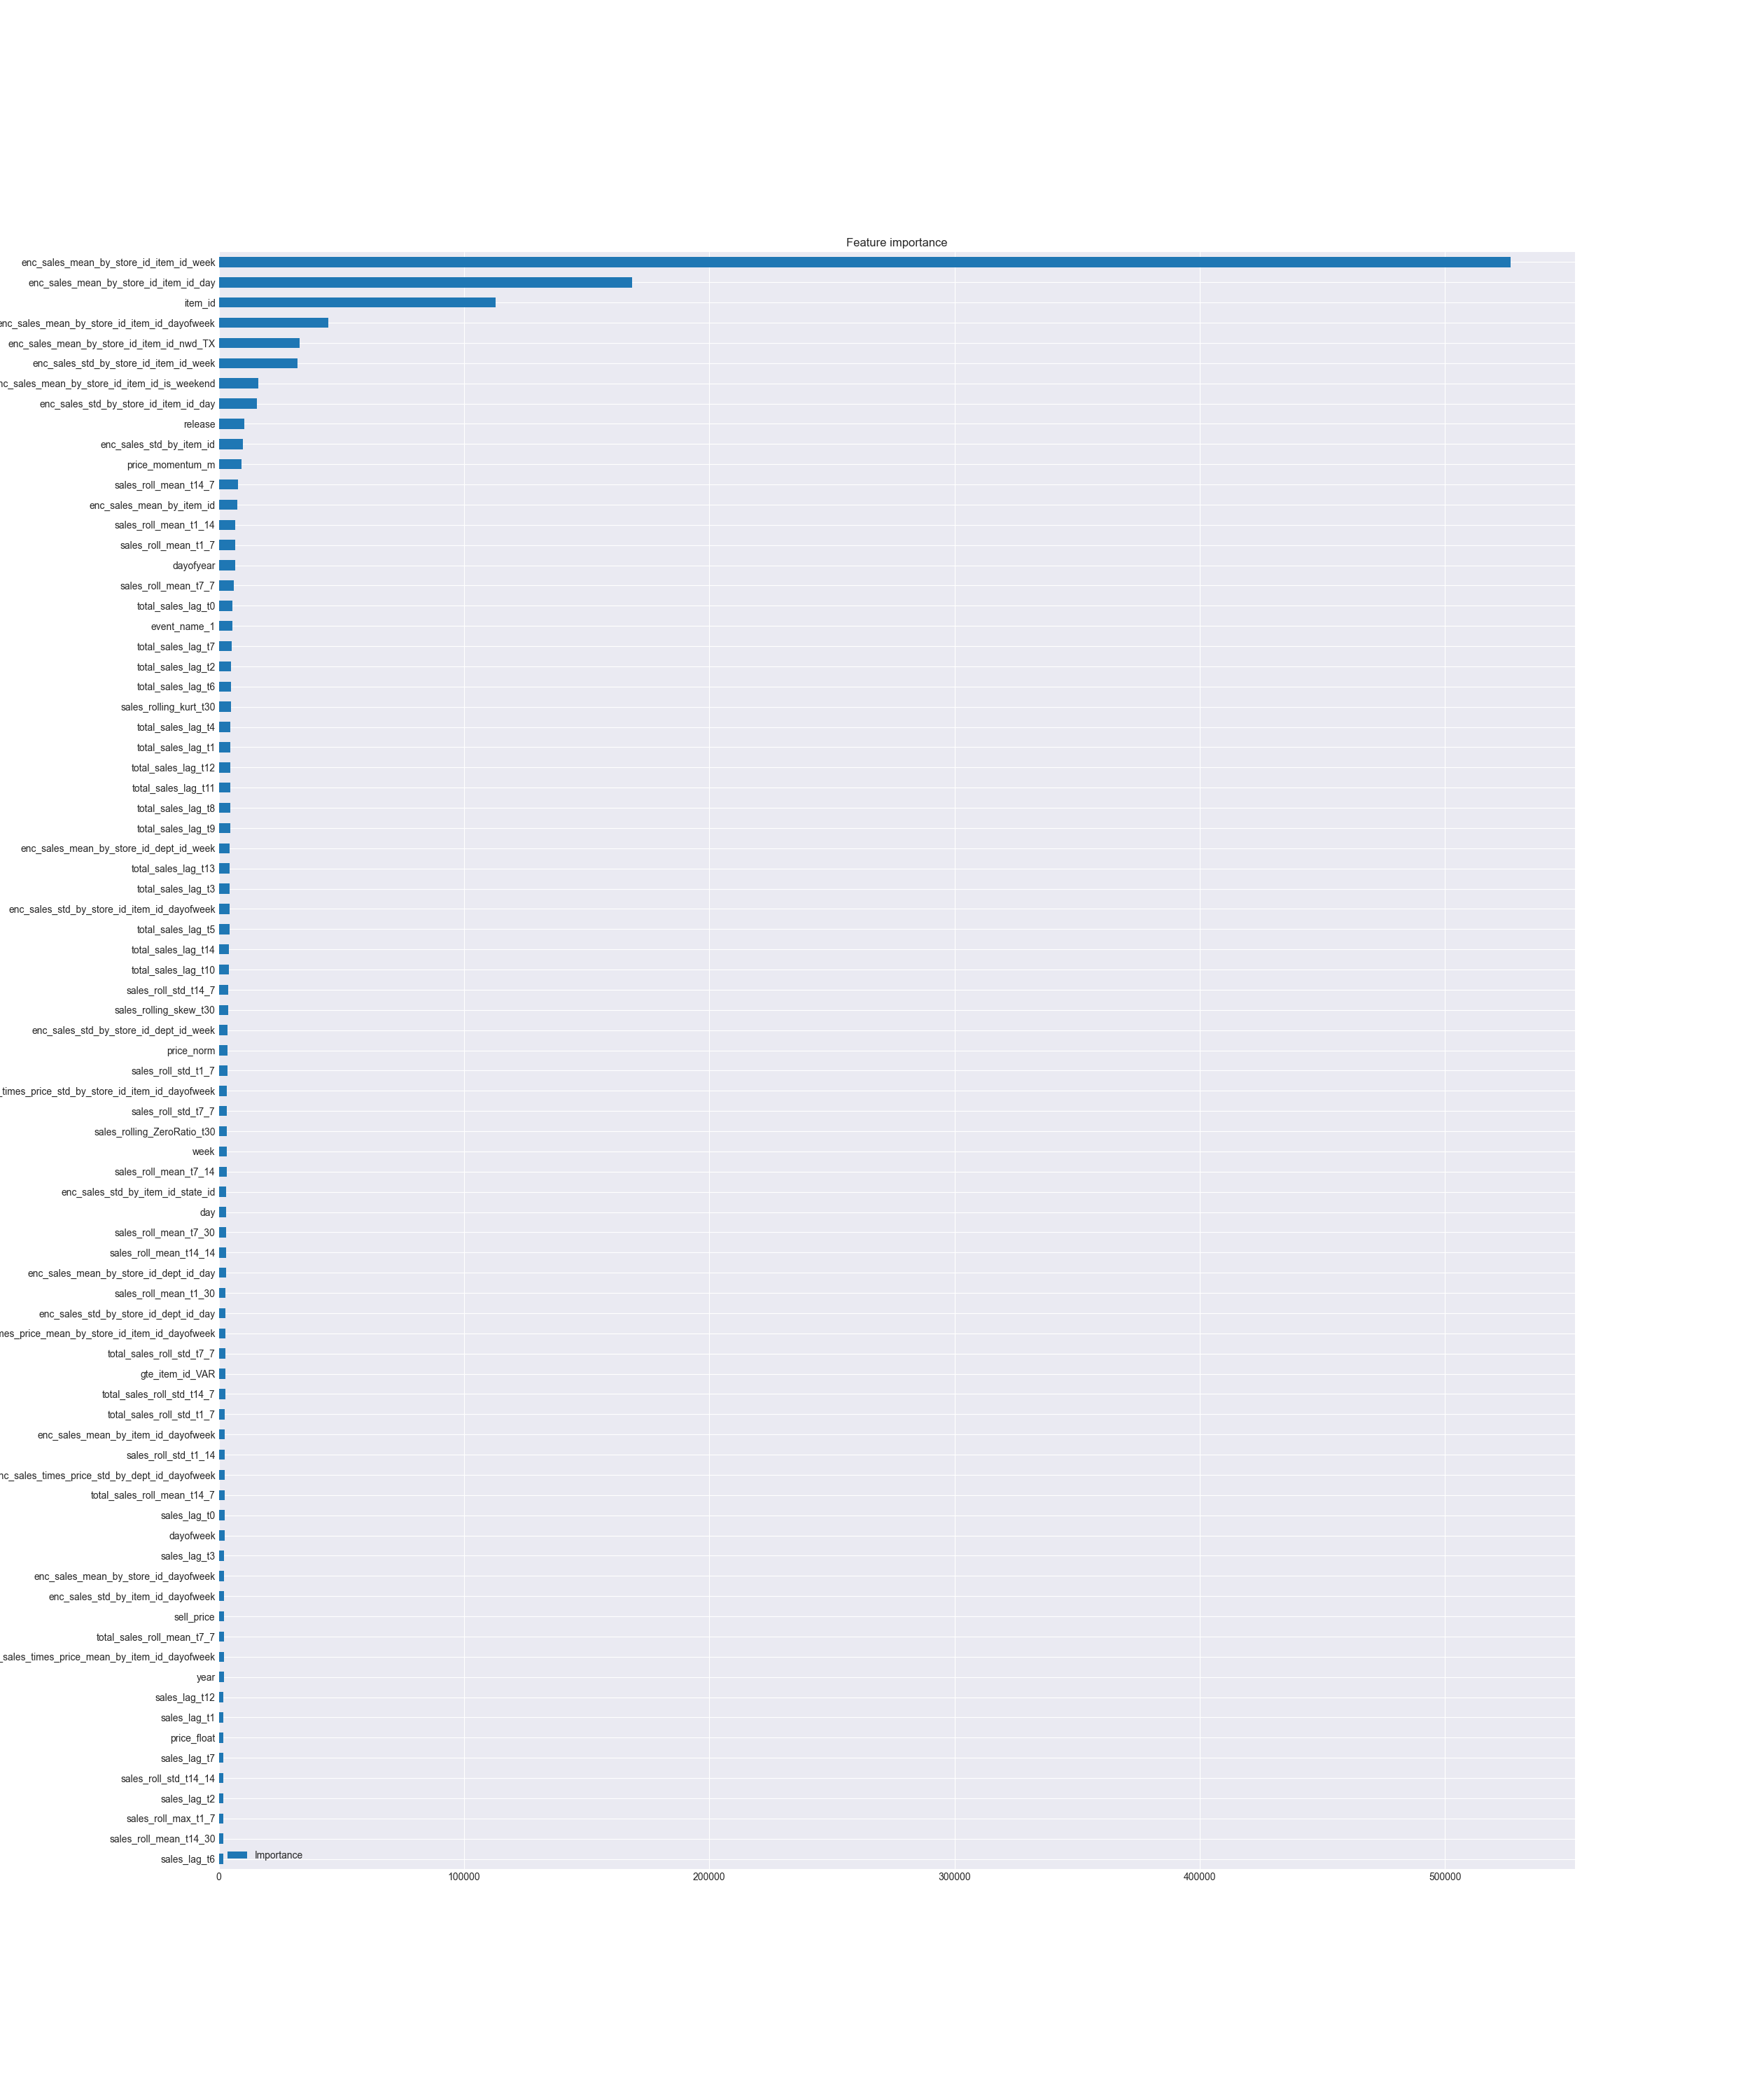 Feature importance
enc_sales_mean_by_store_id_item_id_week
enc_sales_mean_by_store_id_item_id_day
item_id
enc_sales_mean_by_store_id_item_id_dayofweek
enc_sales_mean_by_store_id_item_id_nwd_TX
enc_sales_std_by_store_id_item_id_week
nc_sales_mean_by_store_id_item_id_is_weekend
enc_sales_std_by_store_id_item_id_day
release
enc_sales_std_by_item_id
price_momentum_m
sales_roll_mean_t14_7
enc_sales_mean_by_item_id
sales_roll_mean_t1_14
sales_roll_mean_t1_7
dayofyear
sales_roll_mean_t7_7
total_sales_lag_t0
event_name_1
total_sales_lag_t7
total_sales_lag_t2
total_sales_lag_t6
sales_rolling_kurt_t30
total_sales_lag_t4
total_sales_lag_t1
total_sales_lag_t12
total_sales_lag_t11
total_sales_lag_t8
total_sales_lag_t9
enc_sales_mean_by_store_id_dept_id_week
total_sales_lag_t13
total_sales_lag_t3
enc_sales_std_by_store_id_item_id_dayofweek
total_sales_lag_t5
total_sales_lag_t14
total_sales_lag_t10
sales_roll_std_t14_7
sales_rolling_skew_t30
enc_sales_std_by_store_id_dept_id_week
price_norm
sales_roll_std_t1_7
_times_price_std_by_store_id_item_id_dayofweek
sales_roll_std_t7_7
sales_rolling_ZeroRatio_t30
week
sales_roll_mean_t7_14
enc_sales_std_by_item_id_state_id
day
sales_roll_mean_t7_30
sales_roll_mean_t14_14
enc_sales_mean_by_store_id_dept_id_day
sales_roll_mean_t1_30
enc_sales_std_by_store_id_dept_id_day
nes_price_mean_by_store_id_item_id_dayofweek
total_sales_roll_std_t7_7
gte_item_id_VAR
total_sales_roll_std_t14_7
total_sales_roll_std_t1_7
enc_sales_mean_by_item_id_dayofweek
sales_roll_std_t1_14
nc_sales_times_price_std_by_dept_id_dayofweek
total_sales_roll_mean_t14_7
sales_lag_t0
dayofweek
sales_lag_t3
enc_sales_mean_by_store_id_dayofweek
enc_sales_std_by_item_id_dayofweek
sell_price
total_sales_roll_mean_t7_7
_sales_times_price_mean_by_item_id_dayofweek
year
sales_lag_t12
sales_lag_t1
price_float
sales_lag_t7
sales_roll_std_t14_14
sales_lag_t2
sales_roll_max_t1_7
sales_roll_mean_t14_30
sales_lag_t6
Importance
0 100000 200000 300000 400000 500000